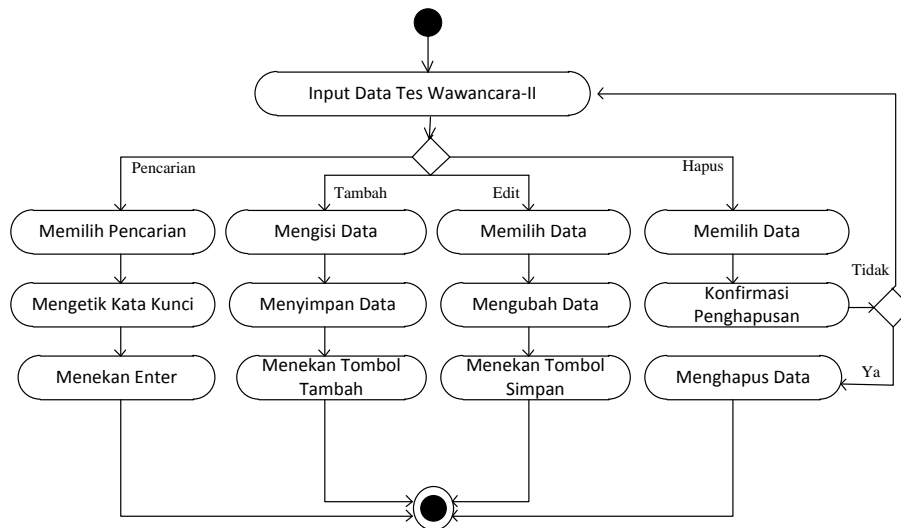 Input Data Tes Wawancara-II
Pencarian
Tambah
Edit
Hapus
Memilih Pencarian
Mengisi Data
Memilih Data
Memilih Data
Tidak
Mengetik Kata Kunci
Menyimpan Data
Mengubah Data
Konfirmasi
Penghapusan
Menekan Enter
Menekan Tombol
Tambah
Menekan Tombol
Simpan
Menghapus Data
Ya